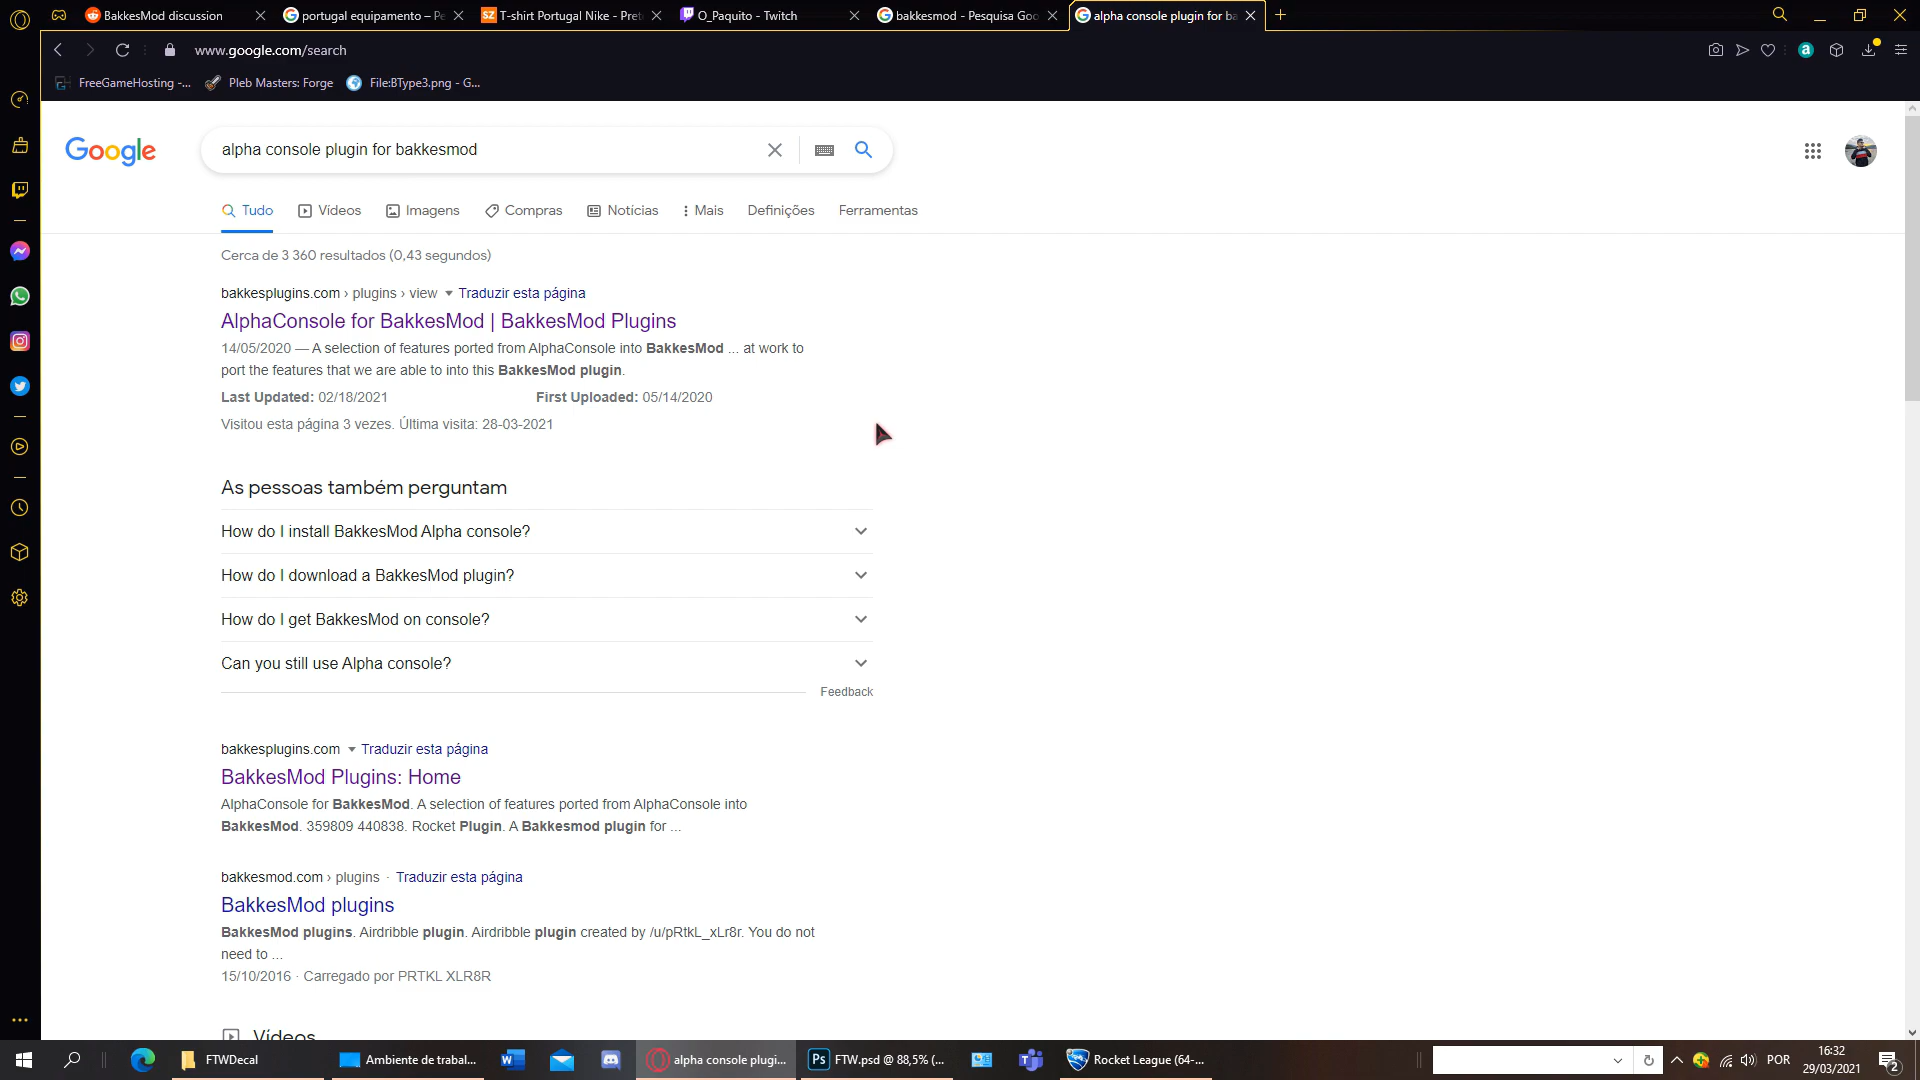 BakkesMod discussion
portugal equipamento – Pe
SZ T-shirt Portugal Nike - Pret
O_Paquito - Twitch
bakkesmod - Pesquisa Goo
alpha console plugin for ba
www.google.com/search
FreeGameHosting -...
Pleb Masters: Forge
File:BType3.png - G...
Google
alpha console plugin for bakkesmod
Tudo
Vídeos
Imagens
Compras
Notícias
Mais
Definições
Ferramentas
Cerca de 3 360 resultados (0,43 segundos)
bakkesplugins.com › plugins › view Traduzir esta página
AlphaConsole for BakkesMod | BakkesMod Plugins
14/05/2020 — A selection of features ported from AlphaConsole into BakkesMod ... at work to
port the features that we are able to into this BakkesMod plugin.
Last Updated: 02/18/2021 First Uploaded: 05/14/2020
Visitou esta página 3 vezes. Última visita: 28-03-2021
As pessoas também perguntam
How do I install BakkesMod Alpha console?
How do I download a BakkesMod plugin?
How do I get BakkesMod on console?
Can you still use Alpha console?
Feedback
bakkesplugins.com Traduzir esta página
BakkesMod Plugins: Home
AlphaConsole for BakkesMod. A selection of features ported from AlphaConsole into
BakkesMod. 359809 440838. Rocket Plugin. A Bakkesmod plugin for ...
bakkesmod.com › plugins · Traduzir esta página
BakkesMod plugins
BakkesMod plugins. Airdribble plugin. Airdribble plugin created by /u/pRtkL_xLr8r. You do not
need to ...
15/10/2016 · Carregado por PRTKL XLR8R
Vídeos
FTWDecal
Ambiente de trabal...
alpha console plugi...
Ps FTW.psd @ 88,5% (...
Rocket League (64-...
POR
16:32
29/03/2021
2